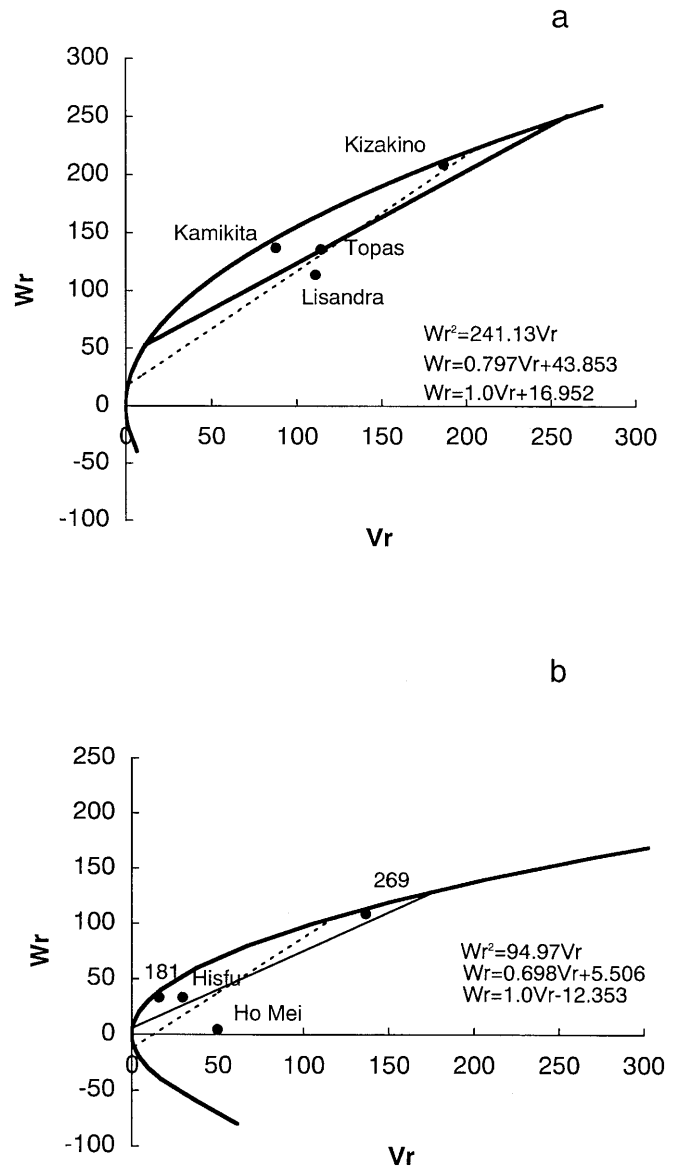 a
300
250
200
150
100
50
0
-50
-100
Wr
Kizakino
Kamikita
Topas
Lisandra
Wr²=241.13Vr
Wr=0.797Vr+43.853
Wr=1.0Vr+16.952
0 50 100 150 200 250 300
Vr
b
250
200
150
100
50
0
-50
-100
Wr
269
181 Hisfu
Ho Mei
Wr²=94.97Vr
Wr=0.698Vr+5.506
Wr=1.0Vr-12.353
0 50 100 150 200 250 300
Vr